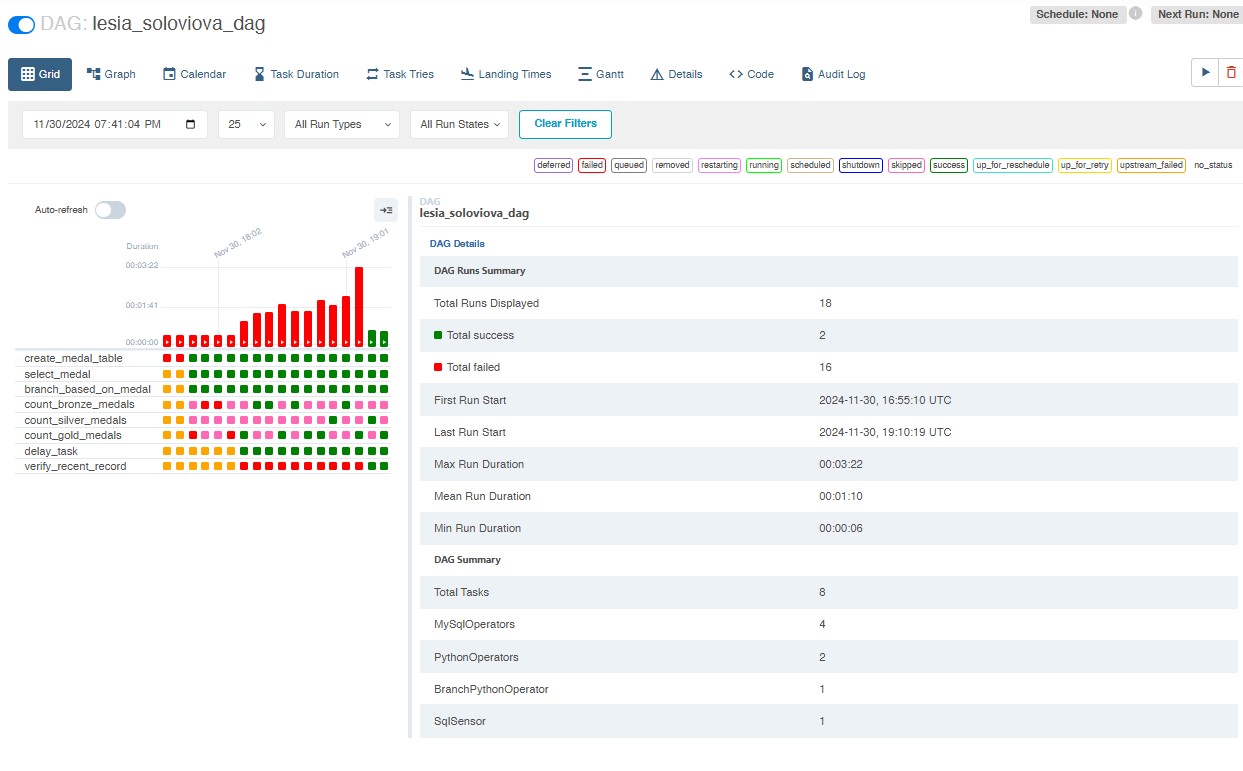 DAG: lesia_soloviova_dag
Schedule: None
Next Run: None
Grid Graph Calendar Task Duration Task Tries Landing Times Gantt Details Code Audit Log
11/30/2024 07:41:04 PM 25 All Run Types All Run States Clear Filters
deferred failed queued removed restarting running scheduled shutdown skipped success up_for_reschedule up_for_retry upstream_failed no_status
Auto-refresh
Duration
Nov 30, 18:02
Nov 30, 19:01
00:03:22
00:01:41
00:00:00
create_medal_table
select_medal
branch_based_on_medal
count_bronze_medals
count_silver_medals
count_gold_medals
delay_task
verify_recent_record
DAG
lesia_soloviova_dag
DAG Details
DAG Runs Summary
Total Runs Displayed 18
Total success 2
Total failed 16
First Run Start 2024-11-30, 16:55:10 UTC
Last Run Start 2024-11-30, 19:10:19 UTC
Max Run Duration 00:03:22
Mean Run Duration 00:01:10
Min Run Duration 00:00:06
DAG Summary
Total Tasks 8
MySqlOperators 4
PythonOperators 2
BranchPythonOperator 1
SqlSensor 1